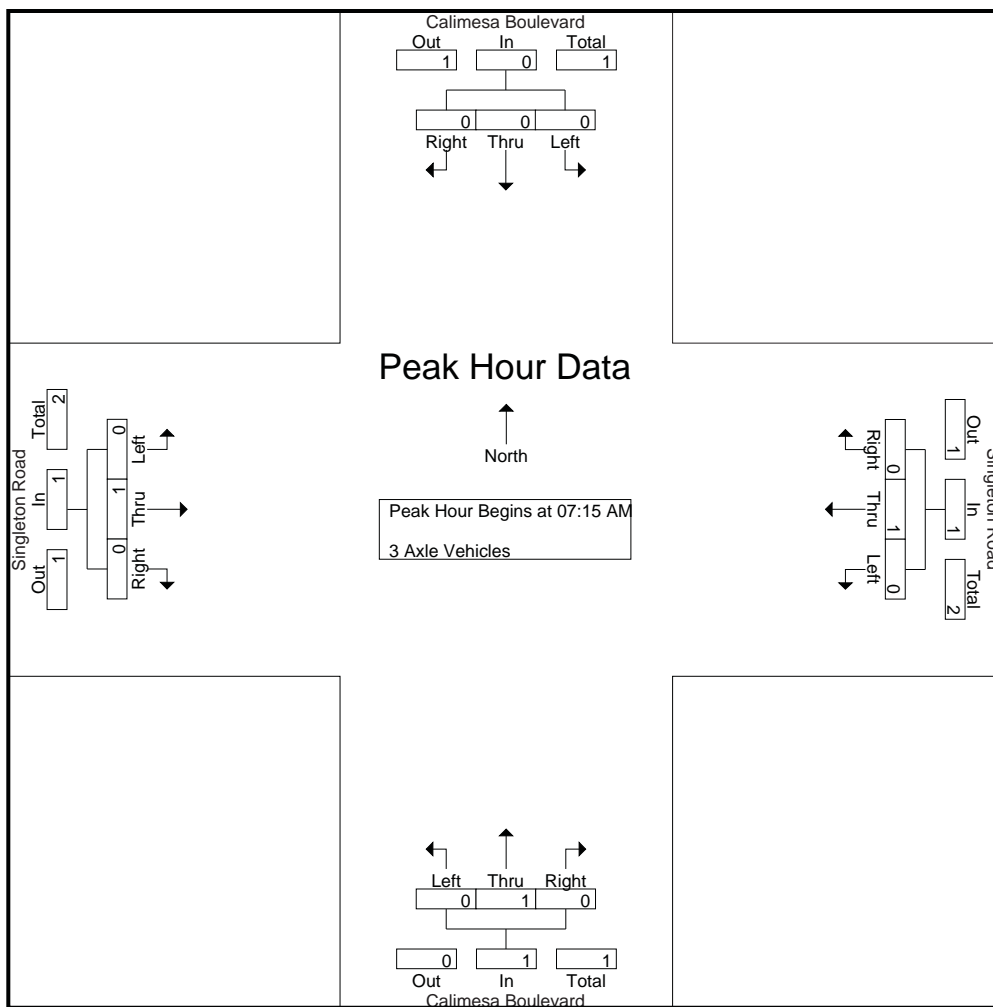 Calimesa Boulevard
Out In Total
1 0 1
0 0 0
Right Thru Left
Peak Hour Data
North
Peak Hour Begins at 07:15 AM
3 Axle Vehicles
Singleton Road
Out In Total
1 1 2
0 1 0
Right Thru Left
Singleton Road
Out In Total
1 1 2
Right Thru Left
0 1 0
Left Thru Right
0 1 0
0 1 1
Out In Total
Calimesa Boulevard